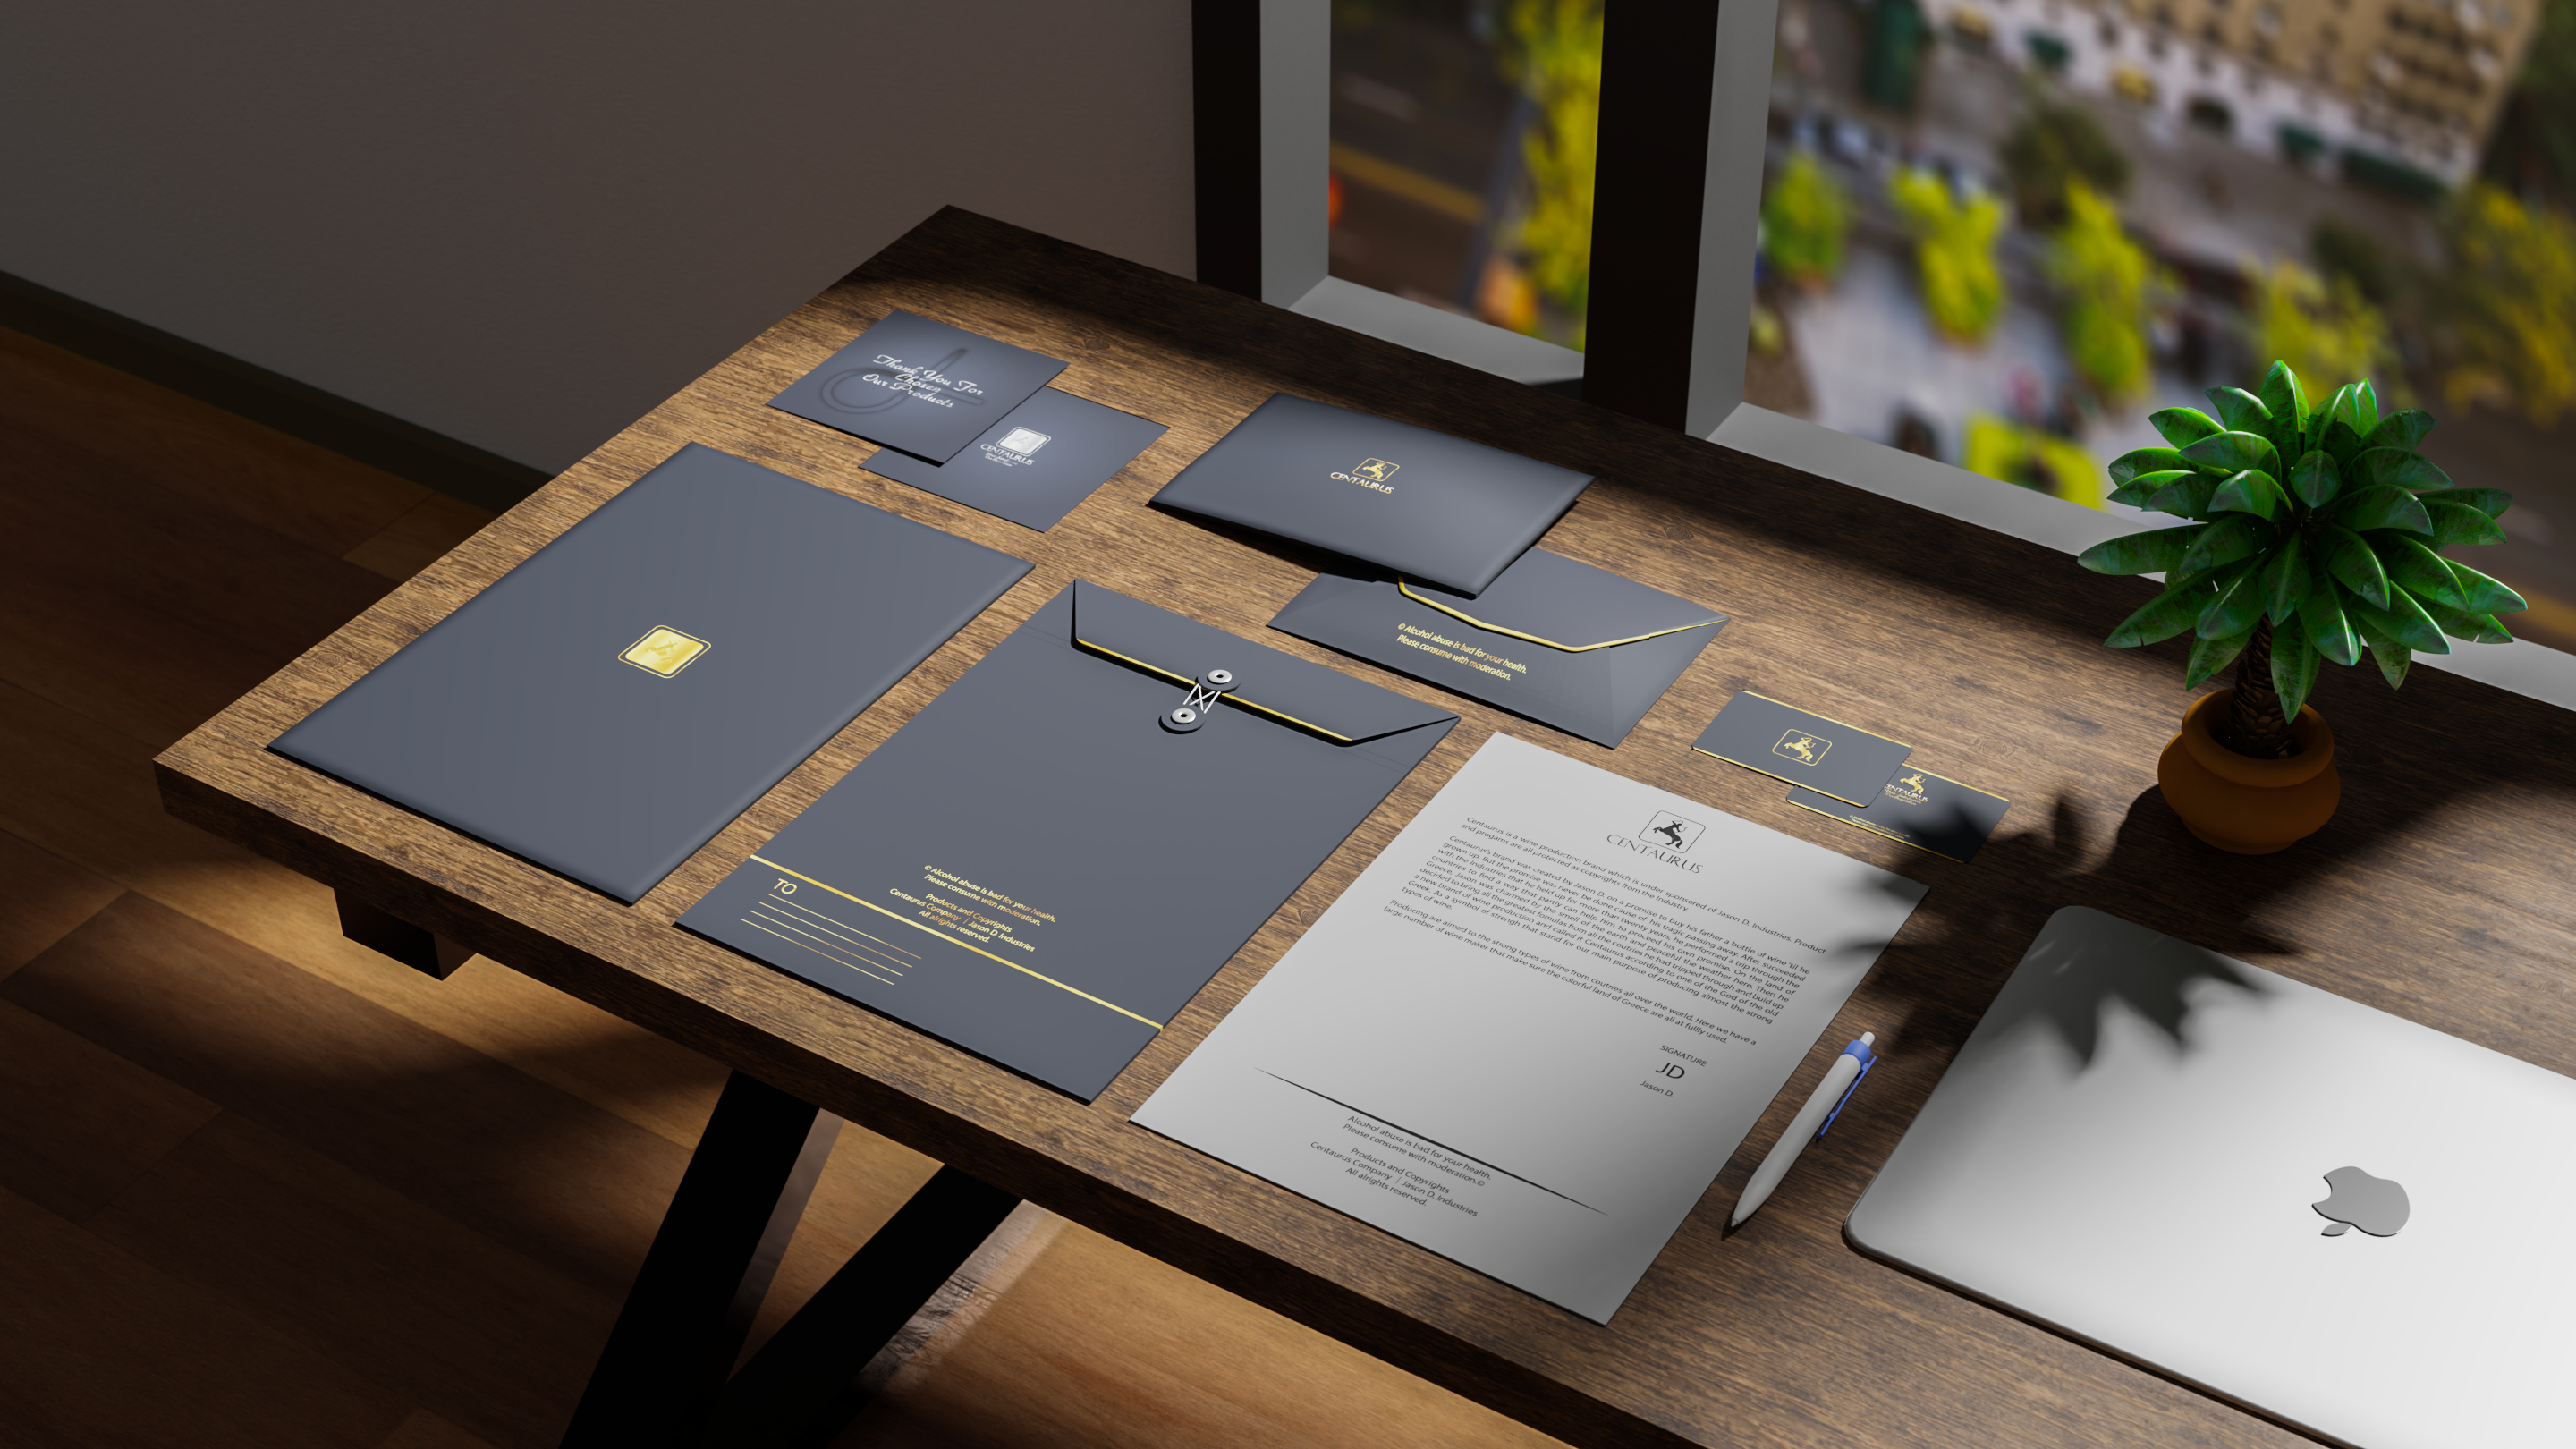 Thank You For
Chosen
Our Products
CENTAURUS
CENTAURUS
© Alcohol abuse is bad for your health.
Please consume with moderation.
CENTAURUS
TO
© Alcohol abuse is bad for your health.
Please consume with moderation.
Products and Copyrights
Centaurus Company | Jason D. Industries
All alrights reserved.
CENTAURUS
Centaurus is a wine production brand which is under sponsored of Jason D. Industries. Product
and progams are all protected as copyrights from the industry.
Centaurus's brand was created by Jason D. on a promise to buy his father a bottle of wine 'til he
grown up. But the promise was never be done cause of his tragic passing away. After succeeded
with the industries that he held up for more than twenty years, he performed a trip through the
countries to find a way that partly can help him to proceed his own promise. On the land of
Greece, Jason was charmed by the smell of the earth and peaceful the weather here. Then he
decided to bring all the greatest formulas from all the coutries he had tripped through and buid up
a new brand of wine production and called it Centaurus according to one of the God of the old
Greek. As a symbol of strength that stand for our main purpose of producing almost the strong
types of wine.
Producing are aimed to the strong types of wine from coutries all over the world. Here we have a
large number of wine maker that make sure the colorful land of Greece are all at fullly used.
SIGNATURE
JD
Jason D.
Alcohol abuse is bad for your health.
Please consume with moderation.©
Products and Copyrights
Centaurus Company | Jason D. Industries
All alrights reserved.